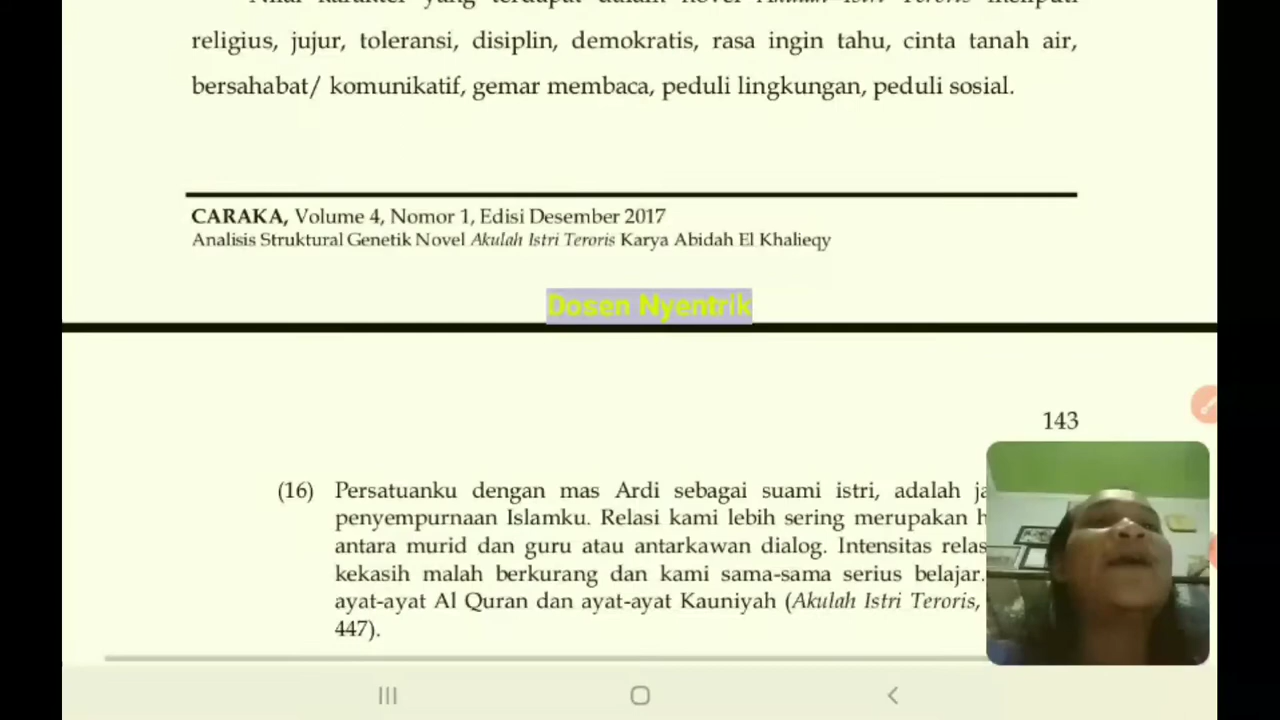 religius, jujur, toleransi, disiplin, demokratis, rasa ingin tahu, cinta tanah air,
bersahabat/ komunikatif, gemar membaca, peduli lingkungan, peduli sosial.
CARAKA, Volume 4, Nomor 1, Edisi Desember 2017
Analisis Struktural Genetik Novel Akulah Istri Teroris Karya Abidah El Khalieqy
Dosen Nyentrik
143
(16) Persatuanku dengan mas Ardi sebagai suami istri, adalah
penyempurnaan Islamku. Relasi kami lebih sering merupakan
antara murid dan guru atau antarkawan dialog. Intensitas
kekasih malah berkurang dan kami sama-sama serius belajar.
ayat-ayat Al Quran dan ayat-ayat Kauniyah (Akulah Istri Teroris,
447).